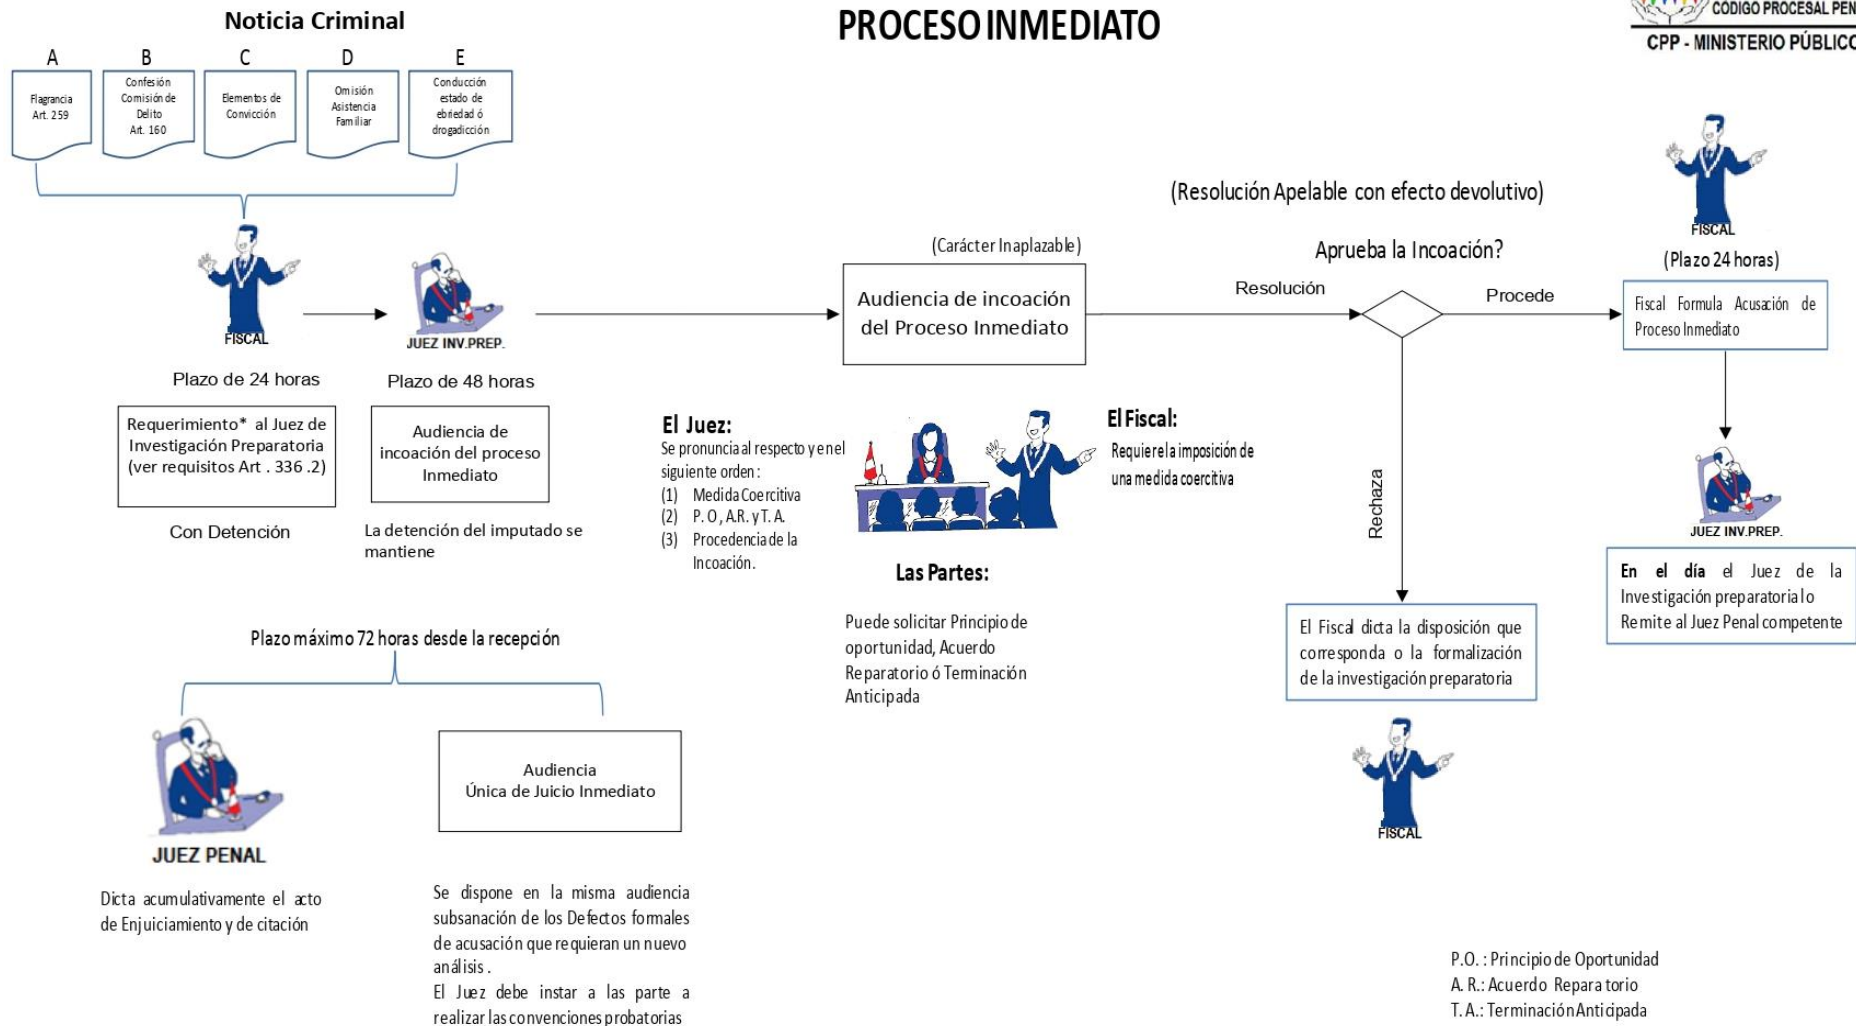 PROCESO INMEDIATO
CÓDIGO PROCESAL PEN
CPP - MINISTERIO PÚBLICO
Noticia Criminal
A
B
C
D
E
Flagrancia
Art. 259
Confesión
Comisión de
Delito
Art. 160
Elementos de
Convicción
Omisión
Asistencia
Familiar
Conducción
estado de
ebriedad ó
drogadicción
FISCAL
Plazo de 24 horas
Requerimiento* al Juez de
Investigación Preparatoria
(ver requisitos Art . 336 .2)
Con Detención
JUEZ INV.PREP.
Plazo de 48 horas
Audiencia de
incoación del proceso
Inmediato
La detención del imputado se
mantiene
(Carácter Inaplazable)
Audiencia de incoación
del Proceso Inmediato
El Juez:
Se pronuncia al respecto y en el
siguiente orden :
(1) Medida Coercitiva
(2) P. O , A.R. y T. A.
(3) Procedencia de la
Incoación .
El Fiscal:
Requiere la imposición de
una medida coercitiva
Las Partes:
Puede solicitar Principio de
oportunidad, Acuerdo
Reparatorio ó Terminación
Anticipada
(Resolución Apelable con efecto devolutivo)
Aprueba la Incoación?
Resolución
Procede
Rechaza
El Fiscal dicta la disposición que
corresponda o la formalización
de la investigación preparatoria
FISCAL
FISCAL
(Plazo 24 horas)
Fiscal Formula Acusación de
Proceso Inmediato
JUEZ INV.PREP.
En el día el Juez de la
Investigación preparatoria lo
Remite al Juez Penal competente
Plazo máximo 72 horas desde la recepción
JUEZ PENAL
Dicta acumulativamente el acto
de Enjuiciamiento y de citación
Audiencia
Única de Juicio Inmediato
Se dispone en la misma audiencia
subsanación de los Defectos formales
de acusación que requieran un nuevo
análisis .
El Juez debe instar a las parte a
realizar las convenciones probatorias
P.O. : Principio de Oportunidad
A. R.: Acuerdo Repara torio
T. A.: Terminación Anticipada